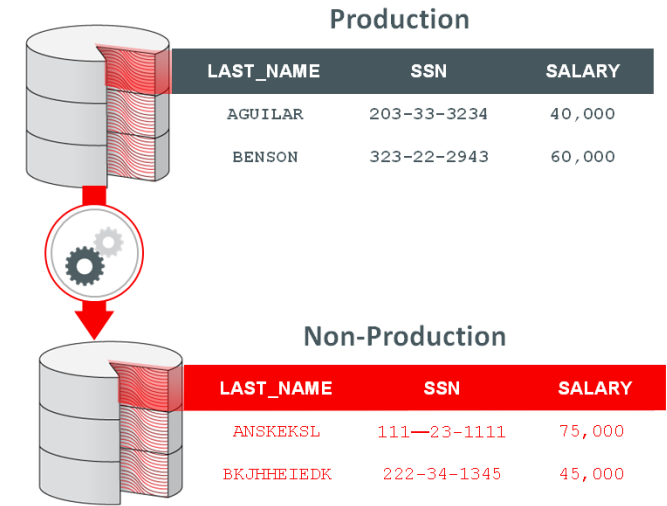 Production
LAST_NAME SSN SALARY
AGUILAR 203-33-3234 40,000
BENSON 323-22-2943 60,000
Non-Production
LAST_NAME SSN SALARY
ANSKEKSL 111—23-1111 75,000
BKJHHEIEDK 222-34-1345 45,000